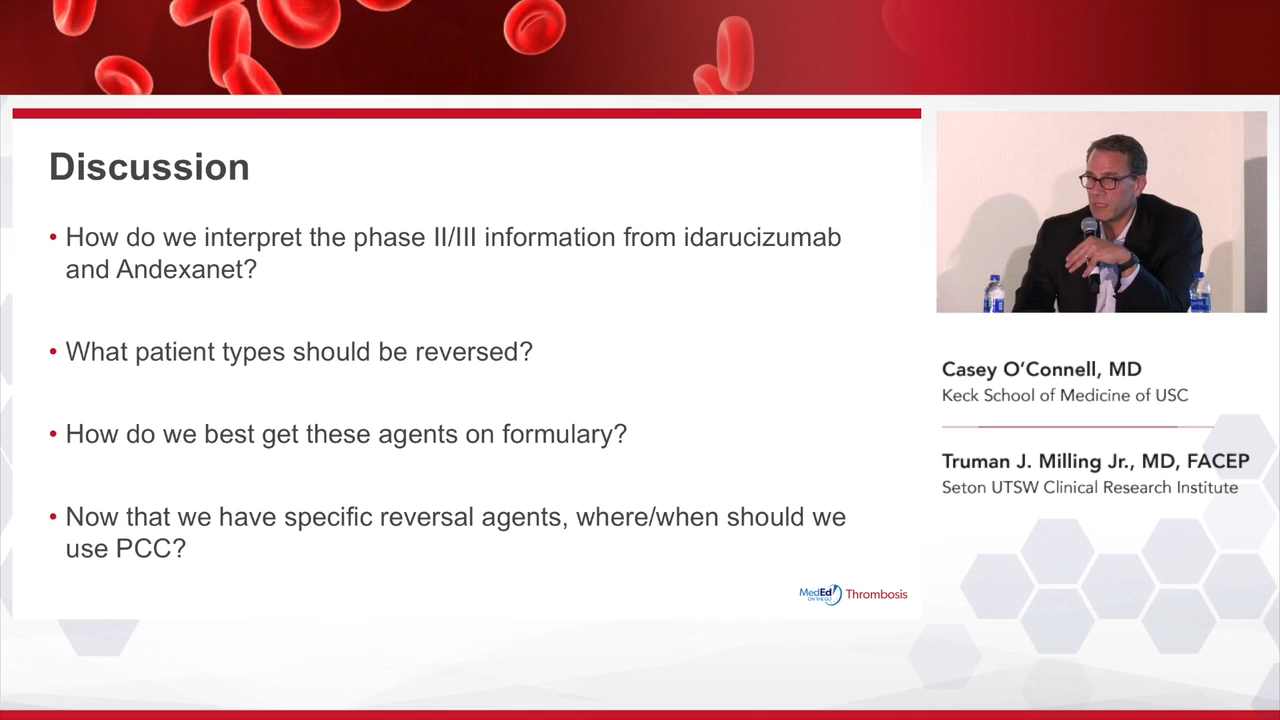 Discussion
• How do we interpret the phase II/III information from idarucizumab
and Andexanet?
• What patient types should be reversed?
• How do we best get these agents on formulary?
• Now that we have specific reversal agents, where/when should we
use PCC?
MedEd Thrombosis
ON THE GO
Casey O'Connell, MD
Keck School of Medicine of USC
Truman J. Milling Jr., MD, FACEP
Seton UTSW Clinical Research Institute